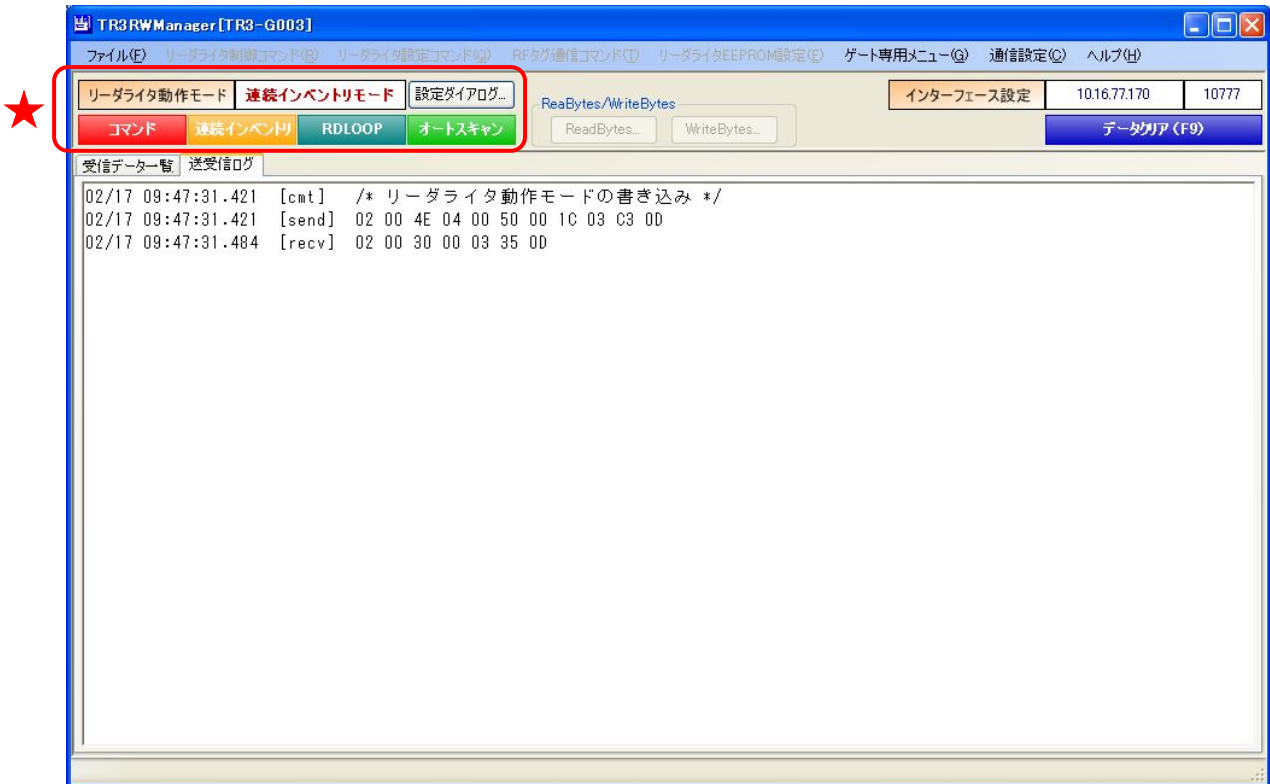 TR3RWManager[TR3-G003]
ファイル(F) リーダライタ制御コマンド(R) リーダライタ設定コマンド(Q) RFタグ通信コマンド(T) リーダライタEEPROM設定(E) ゲート専用メニュー(G) 通信設定(C) ヘルプ(H)
リーダライタ動作モード 連続インベントリモード 設定ダイアログ... ReaBytes/WriteBytes インターフェース設定 10.16.77.170 10777
コマンド 連続インベントリ RDLOOP オートスキャン ReadBytes... WriteBytes... データクリア(F9)
受信データ一覧 送受信ログ
02/17 09:47:31.421 [cmt] /* リーダライタ動作モードの書き込み */
02/17 09:47:31.421 [send] 02 00 4E 04 00 50 00 1C 03 C3 0D
02/17 09:47:31.484 [recv] 02 00 30 00 03 35 0D